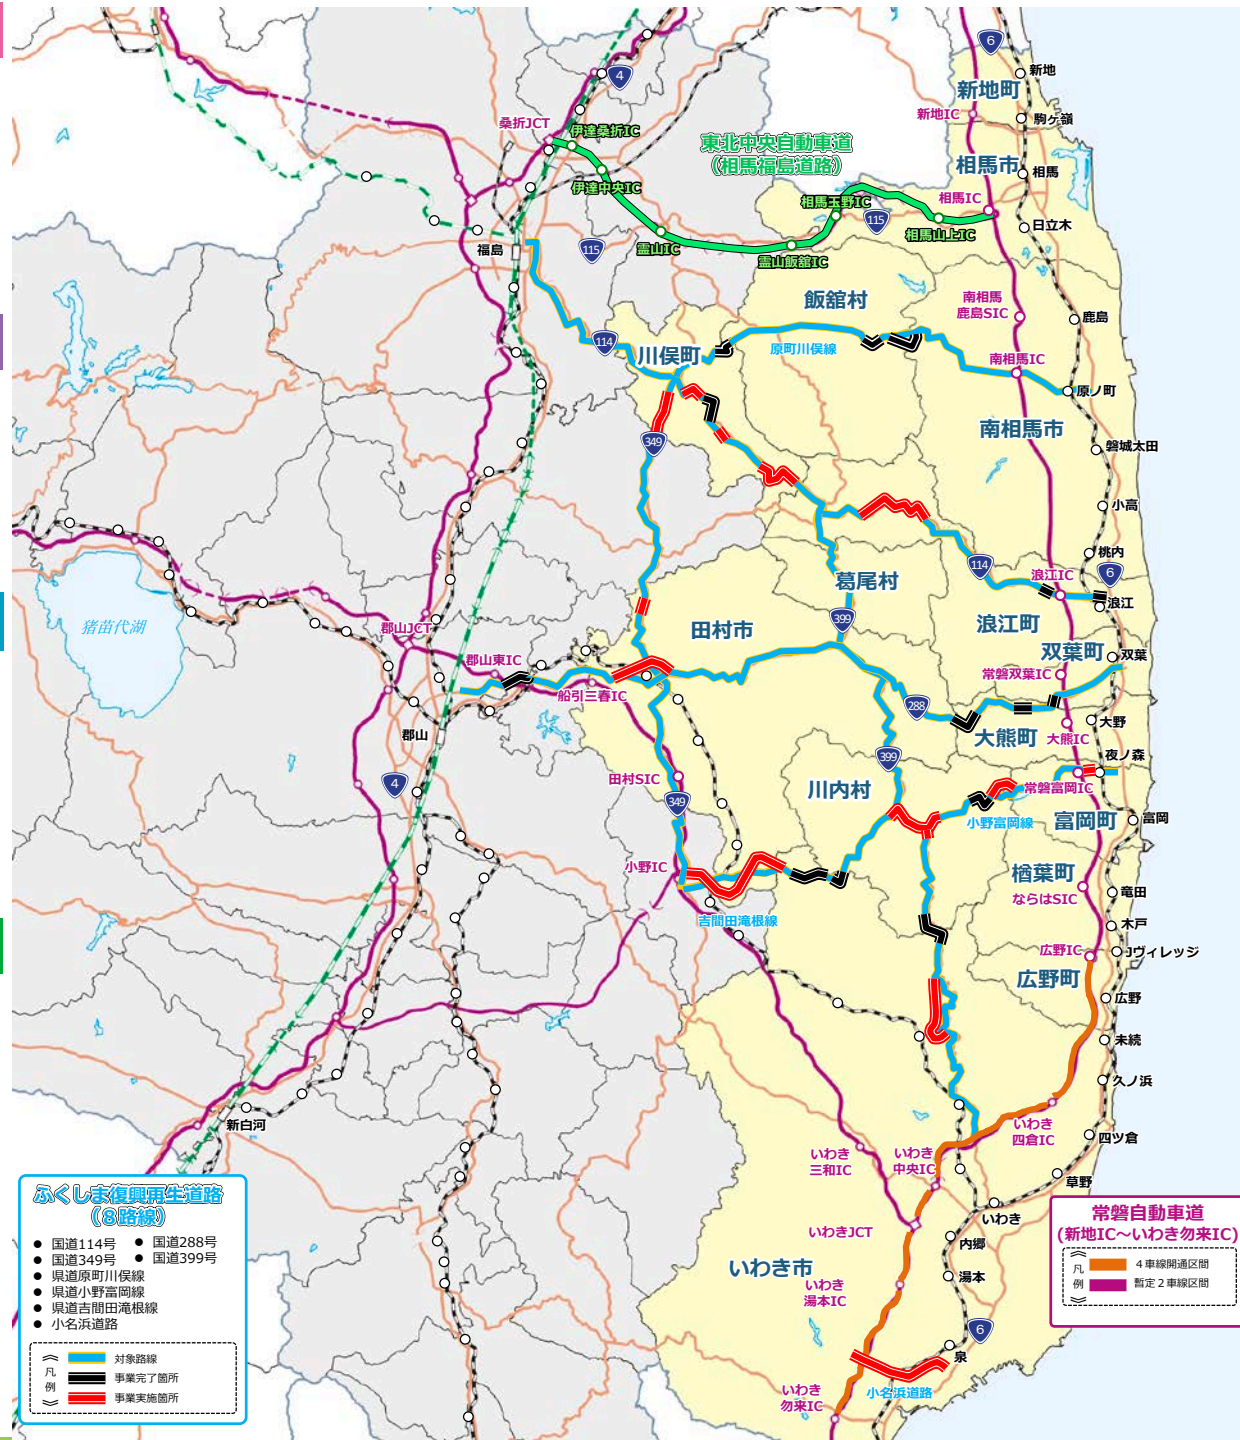 6
新地
新地町
新地IC
駒ケ嶺
4
桑折JCT
伊達桑折IC
東北中央自動車道
(相馬福島道路)
相馬市
相馬
伊達中央IC
相馬玉野IC
相馬IC
115
相馬山上IC
日立木
福島
115
霊山IC
霊山飯舘IC
飯舘村
南相馬
鹿島SIC
鹿島
114
川俣町
原町川俣線
南相馬IC
原ノ町
南相馬市
349
磐城太田
小高
桃内
114
浪江IC
6
浪江
葛尾村
猪苗代湖
399
浪江町
田村市
郡山JCT
双葉町
双葉
郡山東IC
常磐双葉IC
船引三春IC
288
大野
郡山
大熊町
大熊IC
夜ノ森
399
田村SIC
4
川内村
常磐富岡IC
349
小野富岡線
富岡町
富岡
小野IC
楢葉町
竜田
ならはSIC
吉間田滝根線
木戸
広野IC
Jヴィレッジ
広野町
広野
末続
久ノ浜
新白河
いわき
四倉IC
四ツ倉
いわき
三和IC
いわき
中央IC
草野
いわき
いわきJCT
内郷
いわき市
湯本
いわき
湯本IC
6
泉
小名浜道路
いわき
勿来IC
ふくしま復興再生道路
(8路線)
● 国道114号 ● 国道288号
● 国道349号 ● 国道399号
● 県道原町川俣線
● 県道小野富岡線
● 県道吉間田滝根線
● 小名浜道路
《凡例》
対象路線
事業完了箇所
事業実施箇所
常磐自動車道
(新地IC～いわき勿来IC)
《凡例》
４車線開通区間
暫定２車線区間